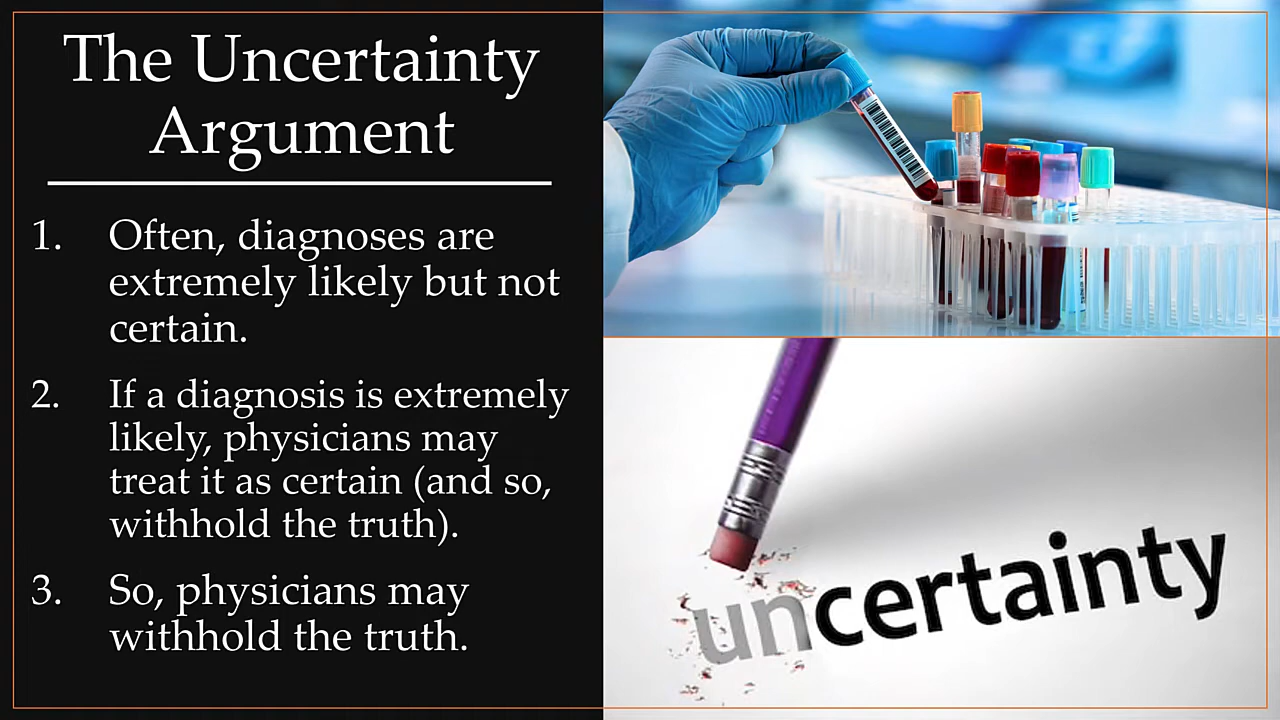 The Uncertainty
Argument
1. Often, diagnoses are
extremely likely but not
certain.
2. If a diagnosis is extremely
likely, physicians may
treat it as certain (and so,
withhold the truth).
3. So, physicians may
withhold the truth.
uncertainty